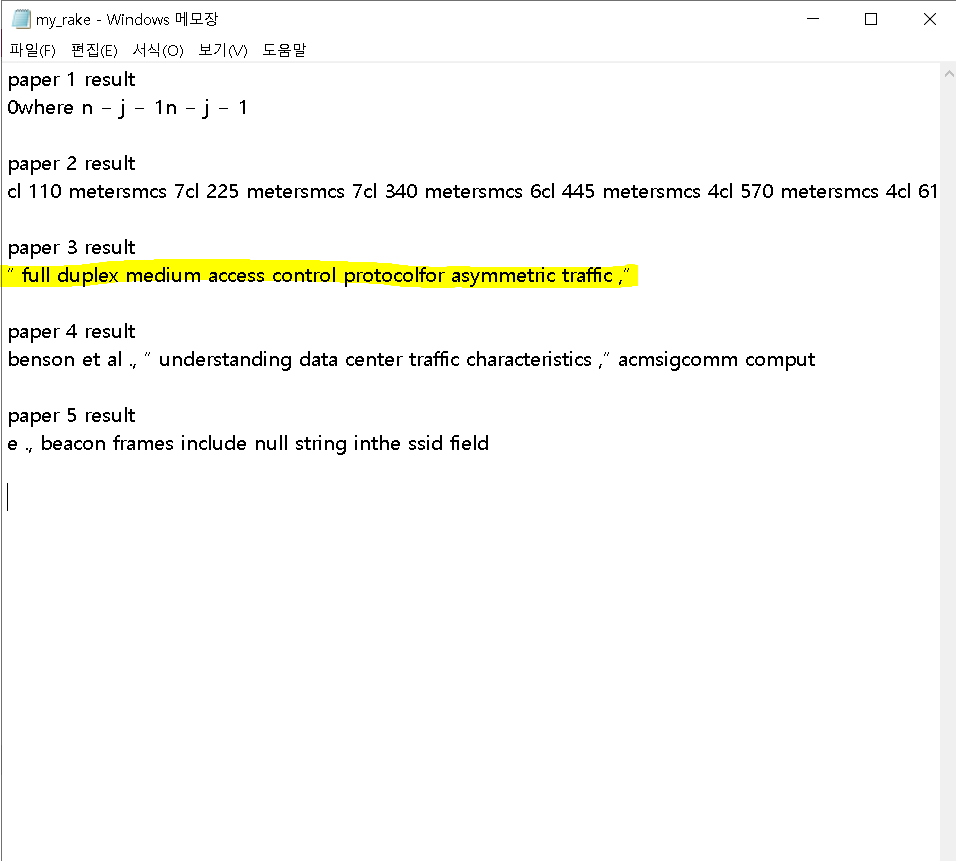 my_rake - Windows 메모장
파일(F) 편집(E) 서식(O) 보기(V) 도움말
paper 1 result
0where n − j − 1n − j − 1
paper 2 result
cl 110 metersmcs 7cl 225 metersmcs 7cl 340 metersmcs 6cl 445 metersmcs 4cl 570 metersmcs 4cl 61
paper 3 result
” full duplex medium access control protocolfor asymmetric traffic ,”
paper 4 result
benson et al ., ” understanding data center traffic characteristics ,” acmsigcomm comput
paper 5 result
e ., beacon frames include null string inthe ssid field